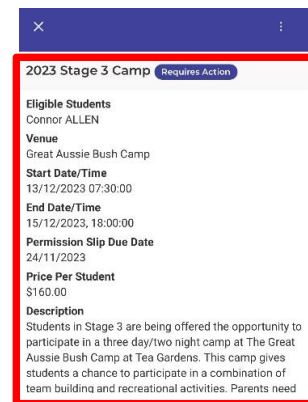 2023 Stage 3 Camp Requires Action
Eligible Students
Connor ALLEN
Venue
Great Aussie Bush Camp
Start Date/Time
13/12/2023 07:30:00
End Date/Time
15/12/2023, 18:00:00
Permission Slip Due Date
24/11/2023
Price Per Student
$160.00
Description
Students in Stage 3 are being offered the opportunity to
participate in a three day/two night camp at The Great
Aussie Bush Camp at Tea Gardens. This camp gives
students a chance to participate in a combination of
team building and recreational activities. Parents need